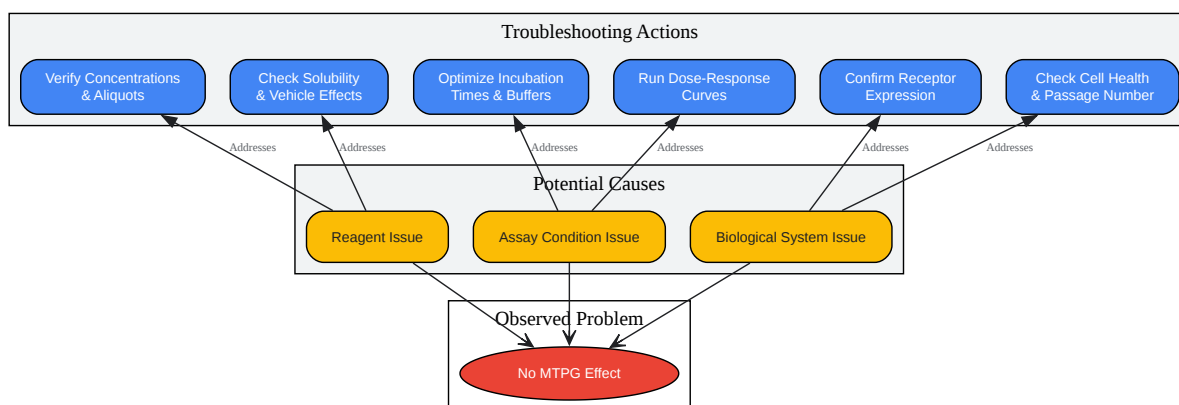 Troubleshooting Actions
Verify Concentrations
& Aliquots
Check Solubility
& Vehicle Effects
Optimize Incubation
Times & Buffers
Run Dose-Response
Curves
Confirm Receptor
Expression
Check Cell Health
& Passage Number
Addresses
Addresses
Addresses
Addresses
Addresses
Addresses
Potential Causes
Reagent Issue
Assay Condition Issue
Biological System Issue
Observed Problem
No MTPG Effect